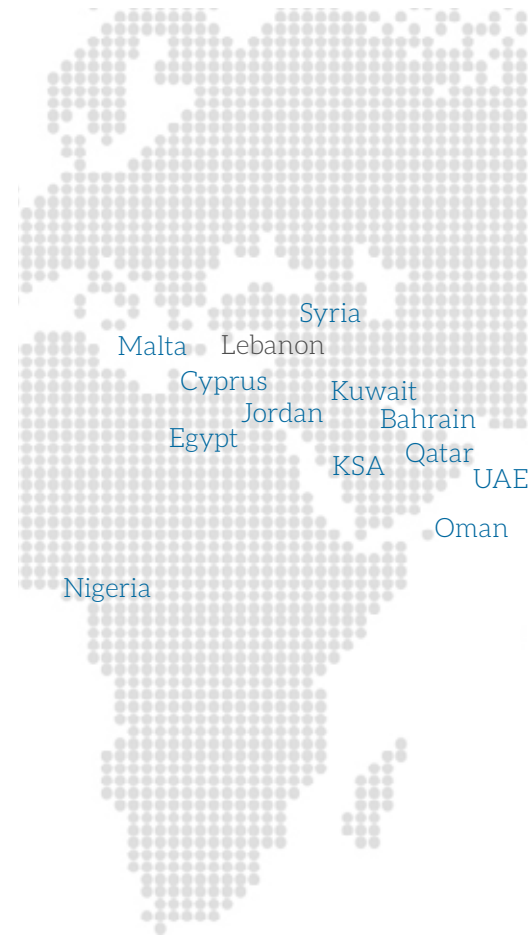 Syria
Malta
Lebanon
Cyprus
Kuwait
Jordan
Bahrain
Egypt
Qatar
KSA
UAE
Oman
Nigeria